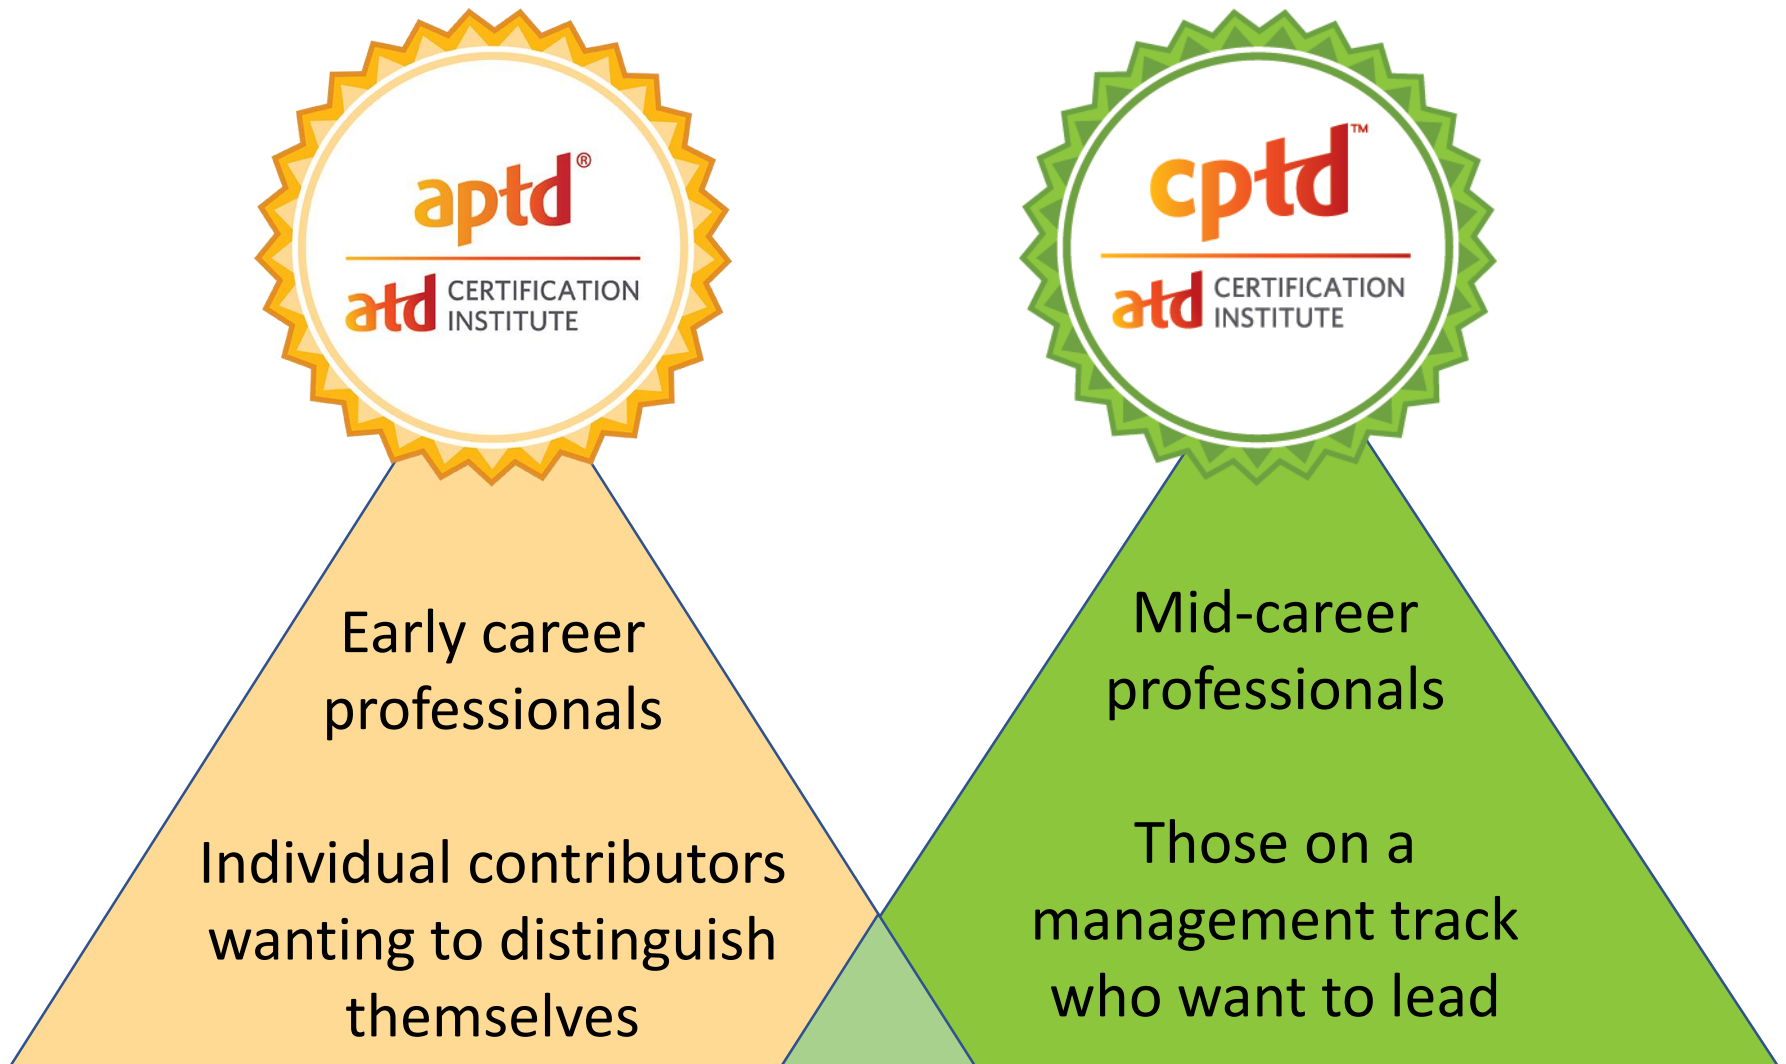 aptd®
atd CERTIFICATION
INSTITUTE
Early career
professionals
Individual contributors
wanting to distinguish
themselves
cptd™
atd CERTIFICATION
INSTITUTE
Mid-career
professionals
Those on a
management track
who want to lead